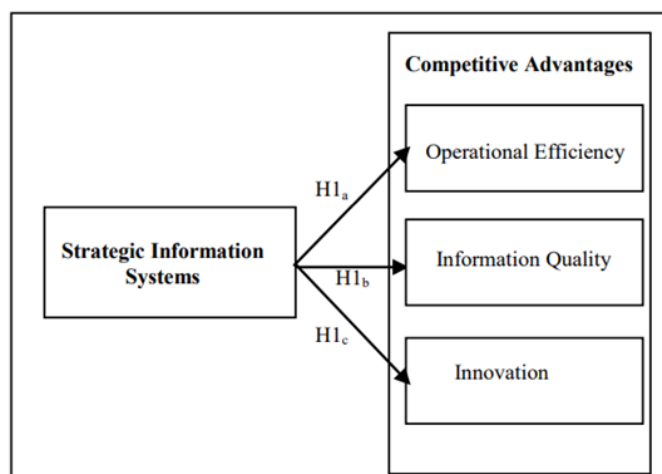 Competitive Advantages
Operational Efficiency
H1ₐ
Strategic Information
Systems
Information Quality
H1b
H1c
Innovation